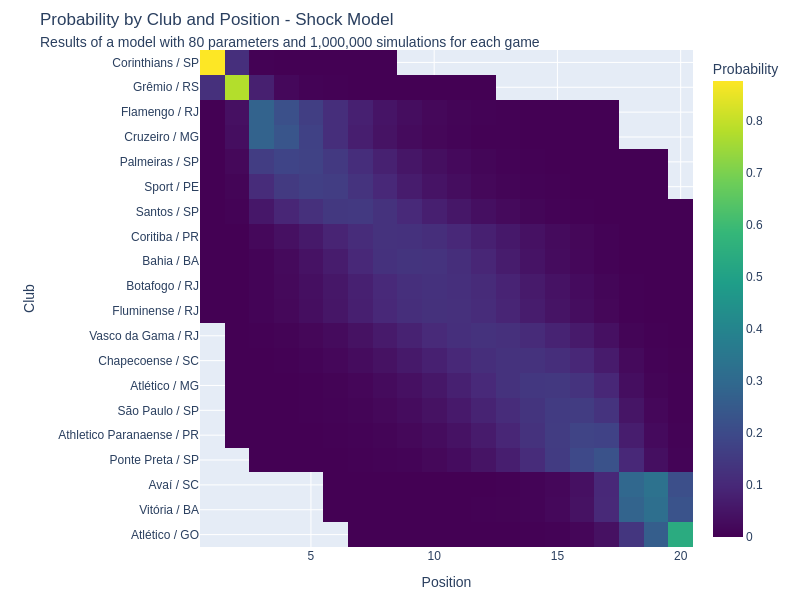 Probability by Club and Position - Shock Model
Results of a model with 80 parameters and 1,000,000 simulations for each game
Probability
Corinthians / SP
Grêmio / RS
Flamengo / RJ
Cruzeiro / MG
Palmeiras / SP
Sport / PE
Santos / SP
Coritiba / PR
Bahia / BA
Botafogo / RJ
Fluminense / RJ
Vasco da Gama / RJ
Chapecoense / SC
Atlético / MG
São Paulo / SP
Athletico Paranaense / PR
Ponte Preta / SP
Avaí / SC
Vitória / BA
Atlético / GO
Club
5
10
15
20
Position
0.8
0.7
0.6
0.5
0.4
0.3
0.2
0.1
0